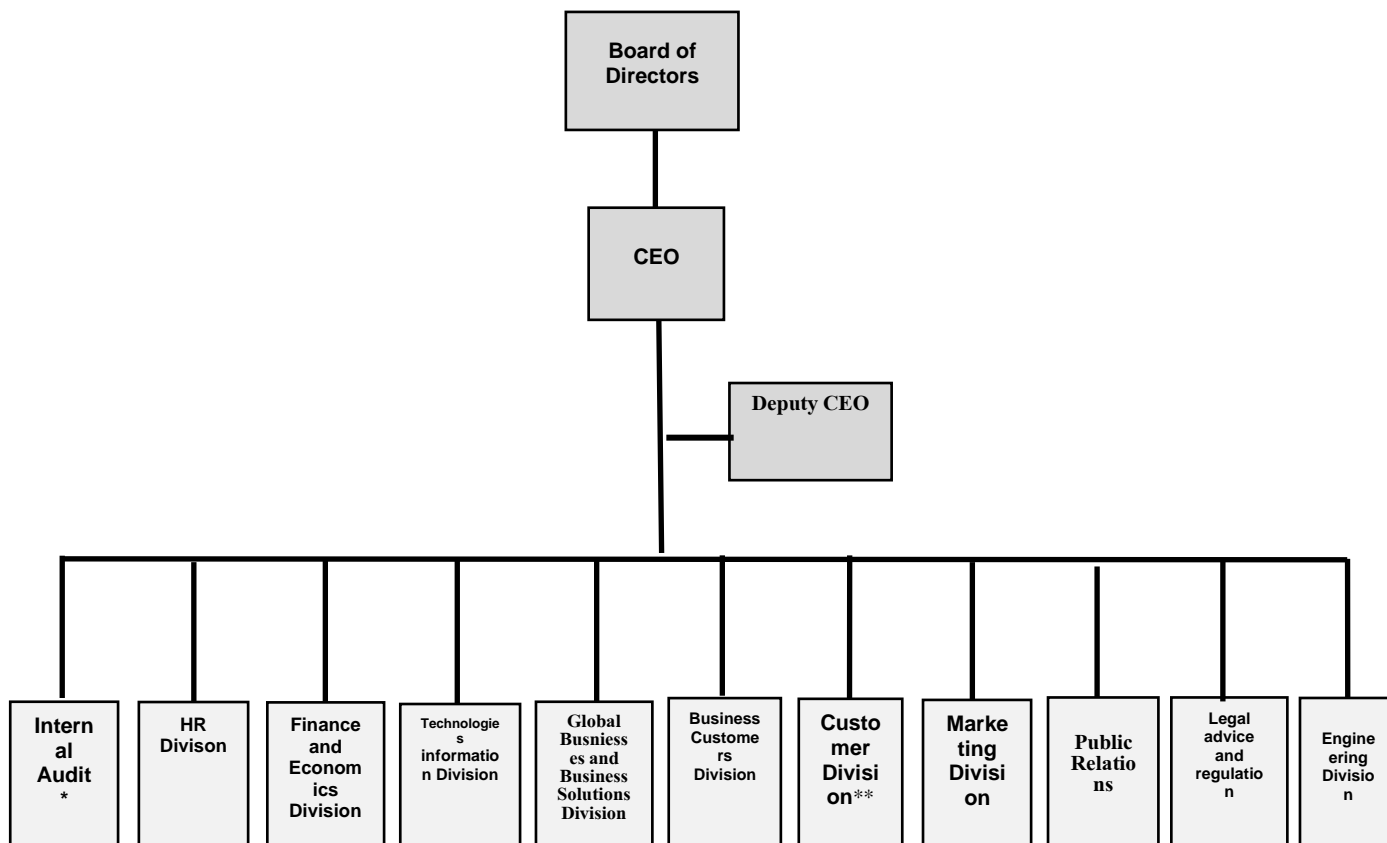 Board of
Directors
CEO
Deputy CEO
Intern
al
Audit
*
HR
Divison
Finance
and
Econom
ics
Division
Technologie
s
informatio
n Division
Global
Busniess
es and
Business
Solutions
Division
Business
Custome
rs
Division
Custo
mer
Divisi
on**
Marke
ting
Divisi
on
Public
Relatio
ns
Legal
advice
and
regulatio
n
Engine
ering
Divisio
n